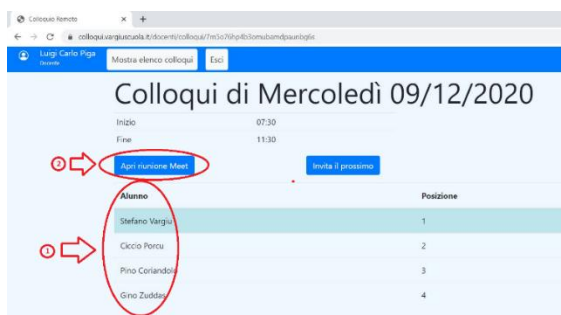 Colloquio Remoto
colloqui.vargiuscuola.it/docenti/colloqui/7m3o76hp4b3omubamdpaunbglic
Luigi Carlo Piga
Docente
Mostra elenco colloqui
Esci
Colloqui di Mercoledì 09/12/2020
Inizio 07:30
Fine 11:30
2
Apri riunione Meet
Invita il prossimo
Alunno Posizione
Stefano Vargiu 1
1
Ciccio Porcu 2
Pino Coriandolo 3
Gino Zuddas 4